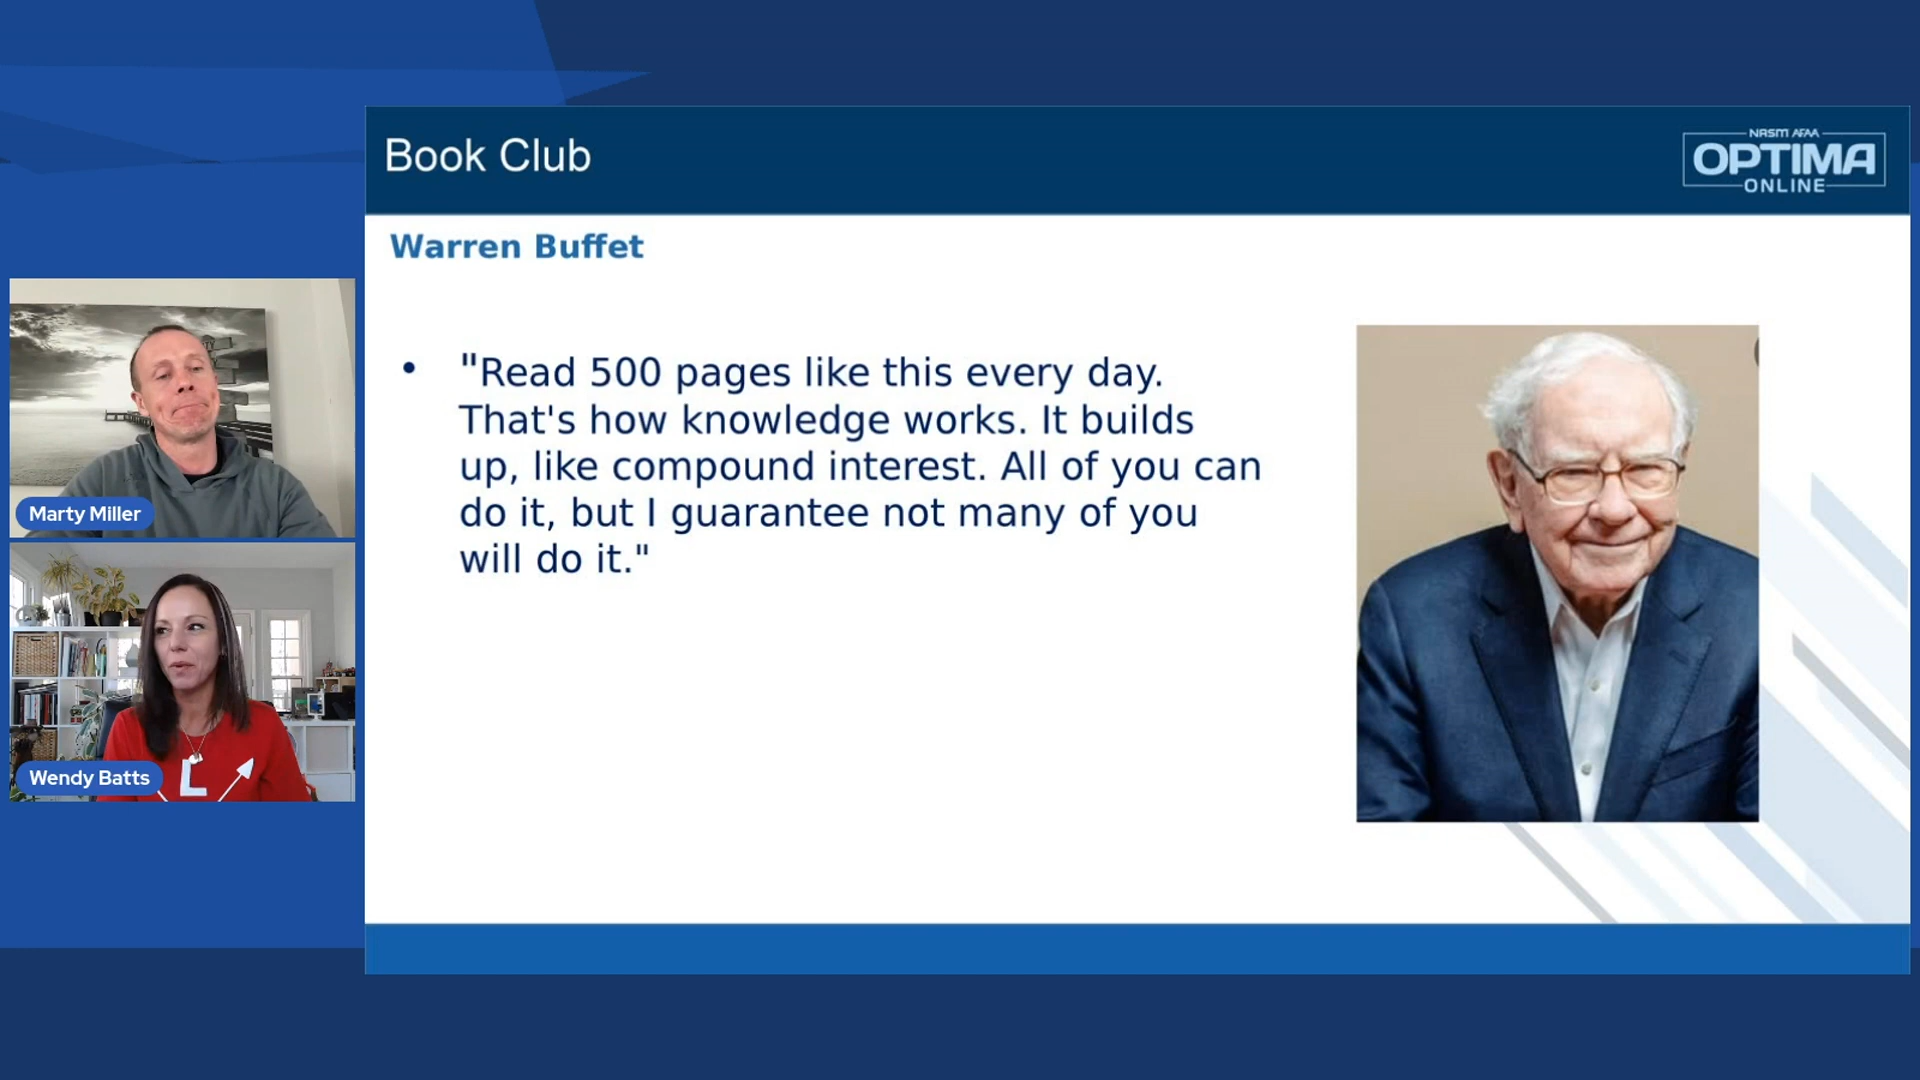 Book Club
NASM AFAA
OPTIMA
ONLINE
Warren Buffet
• "Read 500 pages like this every day.
That's how knowledge works. It builds
up, like compound interest. All of you can
do it, but I guarantee not many of you
will do it."
Marty Miller
L
Wendy Batts